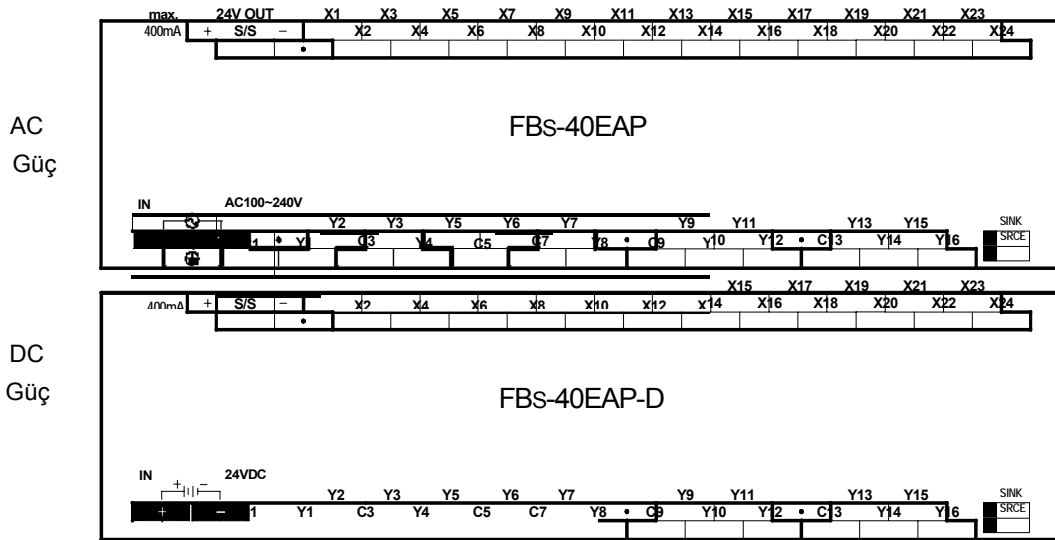 max. 24V OUT X1 X3 X5 X7 X9 X11 X13 X15 X17 X19 X21 X23
400mA + S/S − X2 X4 X6 X8 X10 X12 X14 X16 X18 X20 X22 X24
AC
Güç
FBs-40EAP
IN AC100~240V
Y2 Y3 Y5 Y6 Y7 Y9 Y11 Y13 Y15 SINK
C3 Y4 C5 C7 Y8 C9 Y10 Y12 C13 Y14 Y16 SRCE
X15 X17 X19 X21 X23
400mA + S/S − X2 X4 X6 X8 X10 X12 X14 X16 X18 X20 X22 X24
DC
Güç
FBs-40EAP-D
IN + − 24VDC
Y2 Y3 Y5 Y6 Y7 Y9 Y11 Y13 Y15 SINK
+ − Y1 C3 Y4 C5 C7 Y8 C9 Y10 Y12 C13 Y14 Y16 SRCE